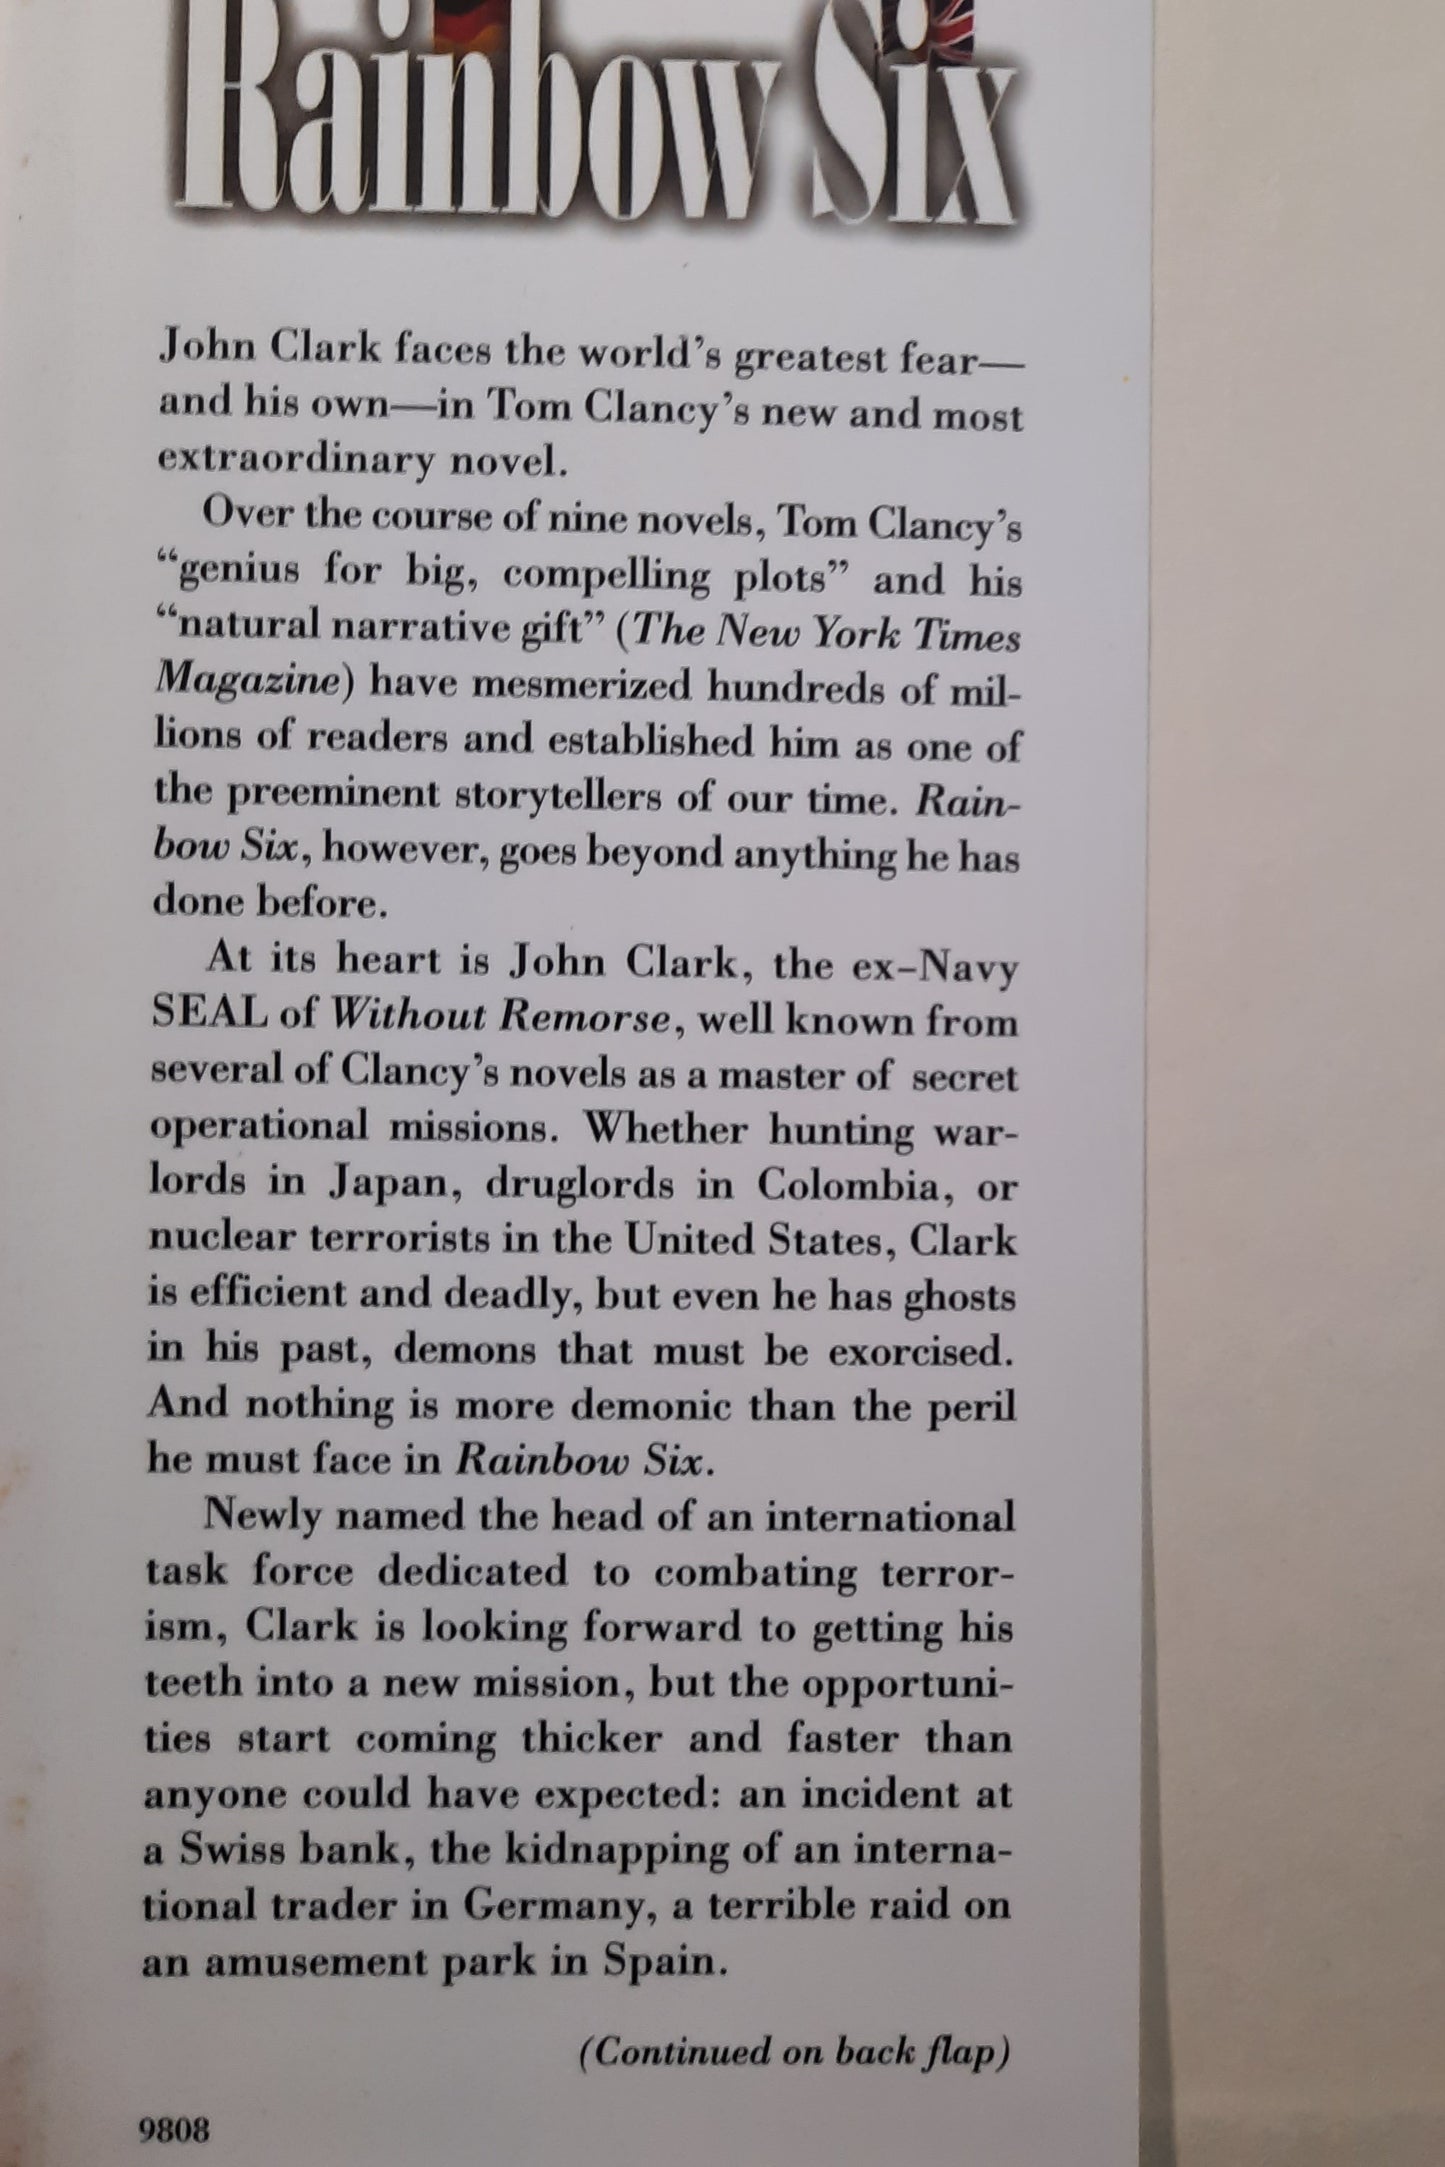 Rainbow Six
John Clark faces the world's greatest fear—
and his own—in Tom Clancy's new and most
extraordinary novel.
Over the course of nine novels, Tom Clancy's
“genius for big, compelling plots” and his
“natural narrative gift” (The New York Times
Magazine) have mesmerized hundreds of mil-
lions of readers and established him as one of
the preeminent storytellers of our time. Rain-
bow Six, however, goes beyond anything he has
done before.
At its heart is John Clark, the ex–Navy
SEAL of Without Remorse, well known from
several of Clancy's novels as a master of secret
operational missions. Whether hunting war-
lords in Japan, druglords in Colombia, or
nuclear terrorists in the United States, Clark
is efficient and deadly, but even he has ghosts
in his past, demons that must be exorcised.
And nothing is more demonic than the peril
he must face in Rainbow Six.
Newly named the head of an international
task force dedicated to combating terror-
ism, Clark is looking forward to getting his
teeth into a new mission, but the opportuni-
ties start coming thicker and faster than
anyone could have expected: an incident at
a Swiss bank, the kidnapping of an interna-
tional trader in Germany, a terrible raid on
an amusement park in Spain.
(Continued on back flap)
9808